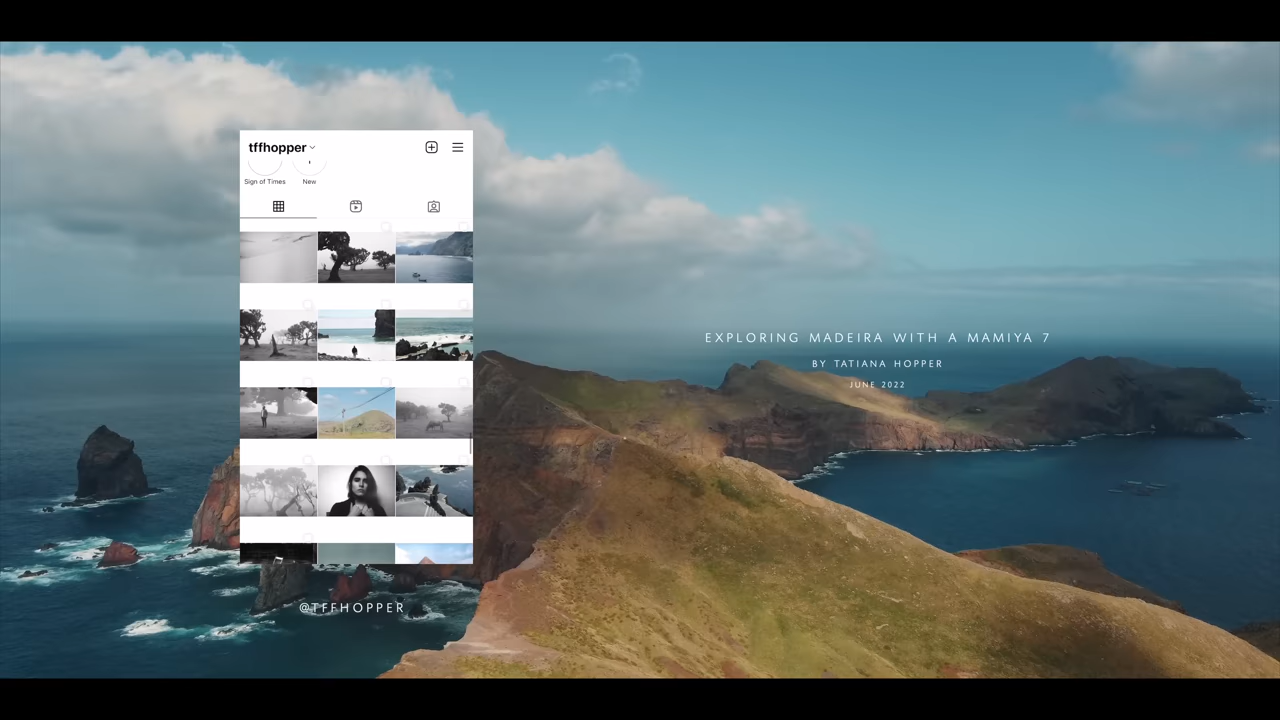 tffhopper
Sign of Times
New
EXPLORING MADEIRA WITH A MAMIYA 7
BY TATIANA HOPPER
JUNE 2022
@TFFHOPPER